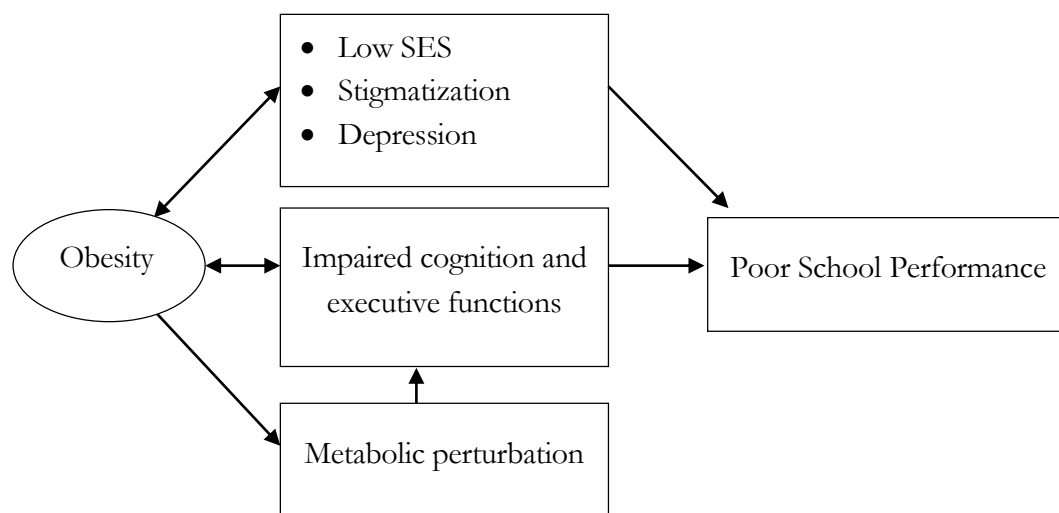 • Low SES
• Stigmatization
• Depression
Obesity
Impaired cognition and
executive functions
Poor School Performance
Metabolic perturbation